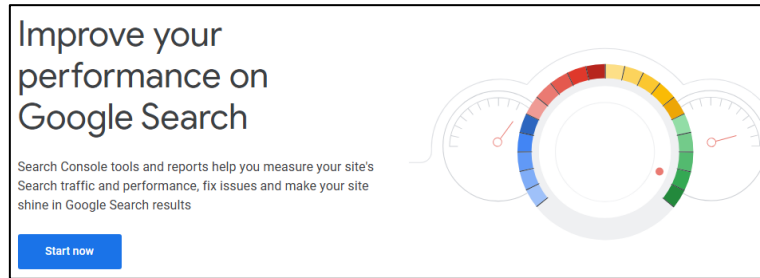 Improve your
performance on
Google Search
Search Console tools and reports help you measure your site's
Search traffic and performance, fix issues and make your site
shine in Google Search results
Start now